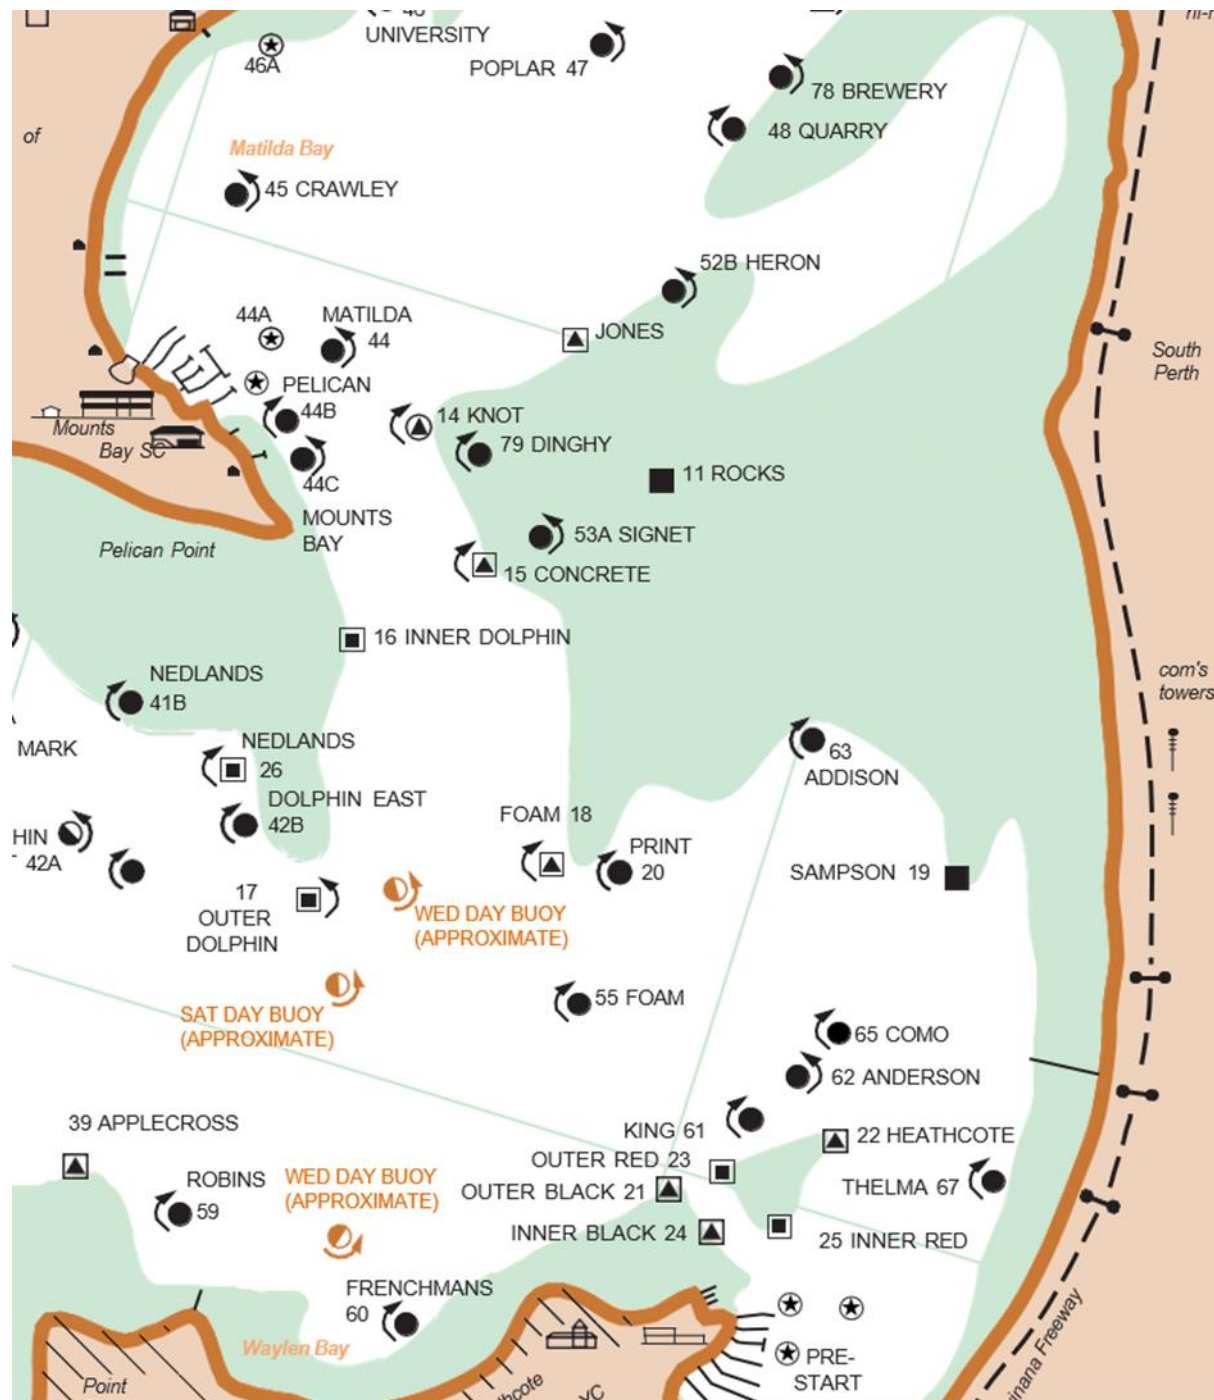 UNIVERSITY
46A
POPLAR 47
78 BREWERY
48 QUARRY
of
Matilda Bay
45 CRAWLEY
52B HERON
44A
MATILDA
44
JONES
South
Perth
PELICAN
44B
14 KNOT
79 DINGHY
Mounts
Bay SC
44C
11 ROCKS
MOUNTS
BAY
53A SIGNET
Pelican Point
15 CONCRETE
16 INNER DOLPHIN
NEDLANDS
41B
com's
towers
MARK
NEDLANDS
26
63
ADDISON
DOLPHIN EAST
42B
FOAM 18
HIN
42A
PRINT
20
SAMPSON 19
17
OUTER
DOLPHIN
WED DAY BUOY
(APPROXIMATE)
55 FOAM
SAT DAY BUOY
(APPROXIMATE)
65 COMO
62 ANDERSON
39 APPLECROSS
KING 61
22 HEATHCOTE
OUTER RED 23
ROBINS
59
WED DAY BUOY
(APPROXIMATE)
OUTER BLACK 21
THELMA 67
INNER BLACK 24
25 INNER RED
FRENCHMANS
60
Waylen Bay
PRE-
START
Point
hcote
YC
inana Freeway